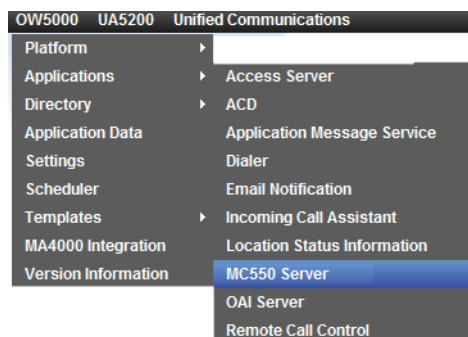 OW5000 UA5200 Unified Communications
Platform
Applications
Directory
Application Data
Settings
Scheduler
Templates
MA4000 Integration
Version Information
Access Server
ACD
Application Message Service
Dialer
Email Notification
Incoming Call Assistant
Location Status Information
MC550 Server
OAI Server
Remote Call Control